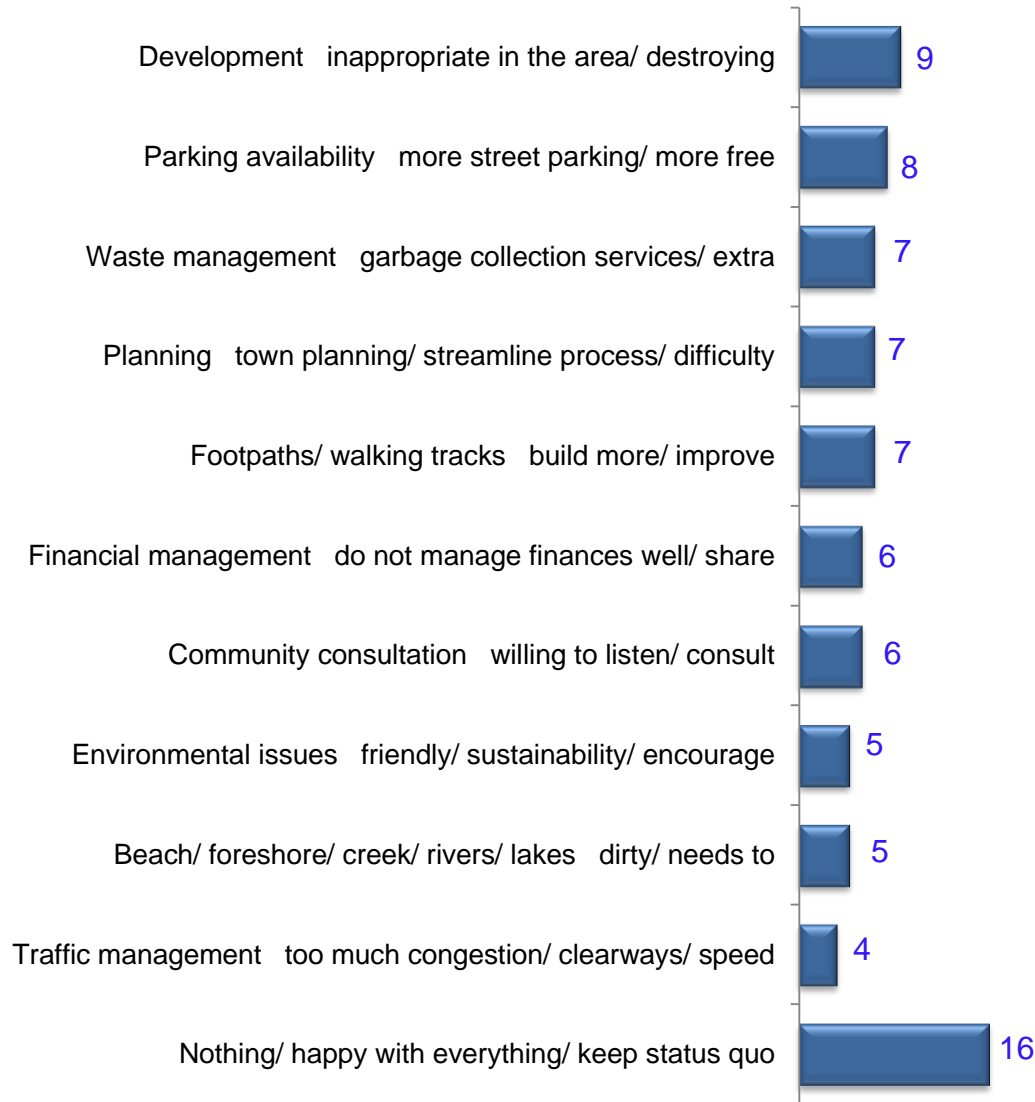 Development inappropriate in the area/ destroying 9
Parking availability more street parking/ more free 8
Waste management garbage collection services/ extra 7
Planning town planning/ streamline process/ difficulty 7
Footpaths/ walking tracks build more/ improve 7
Financial management do not manage finances well/ share 6
Community consultation willing to listen/ consult 6
Environmental issues friendly/ sustainability/ encourage 5
Beach/ foreshore/ creek/ rivers/ lakes dirty/ needs to 5
Traffic management too much congestion/ clearways/ speed 4
Nothing/ happy with everything/ keep status quo 16